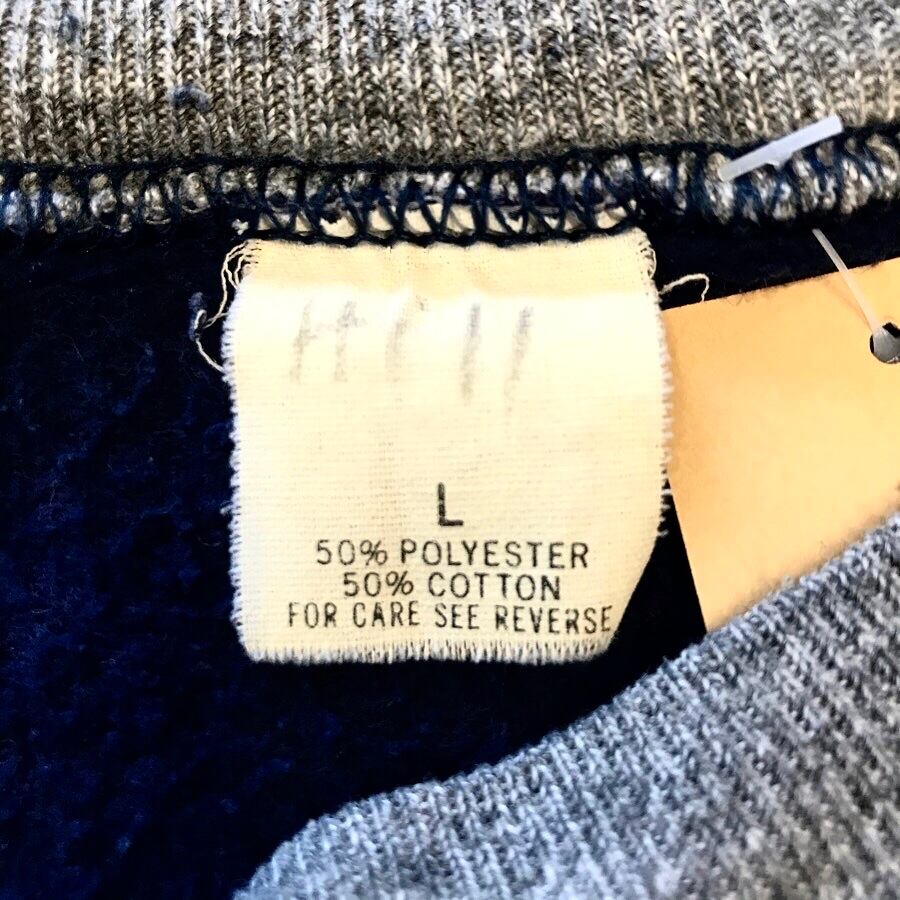 L
50% POLYESTER
50% COTTON
FOR CARE SEE REVERSE